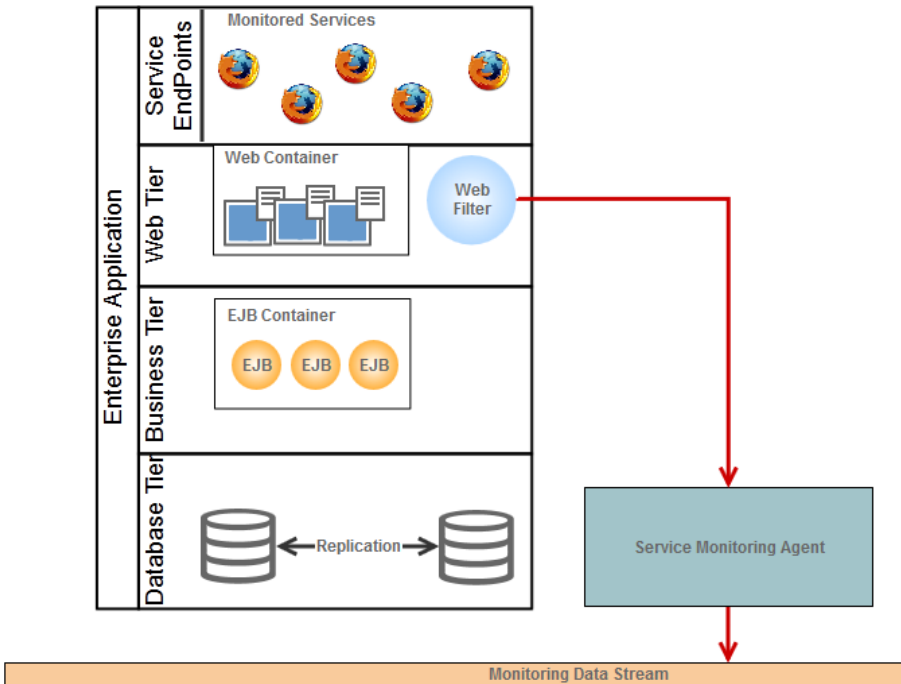 Enterprise Application
Service
EndPoints
Monitored Services
Web Tier
Web Container
Web
Filter
Business Tier
EJB Container
EJB
EJB
EJB
Database Tier
Replication
Service Monitoring Agent
Monitoring Data Stream